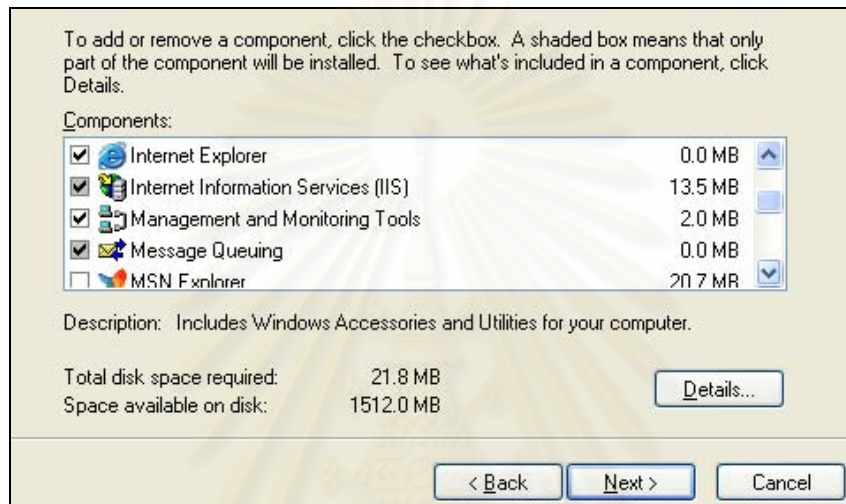 To add or remove a component, click the checkbox. A shaded box means that only
part of the component will be installed. To see what's included in a component, click
Details.
Components:
Internet Explorer 0.0 MB
Internet Information Services (IIS) 13.5 MB
Management and Monitoring Tools 2.0 MB
Message Queuing 0.0 MB
MSN Explorer 20.7 MB
Description: Includes Windows Accessories and Utilities for your computer.
Total disk space required: 21.8 MB
Space available on disk: 1512.0 MB
Details...
< Back Next > Cancel